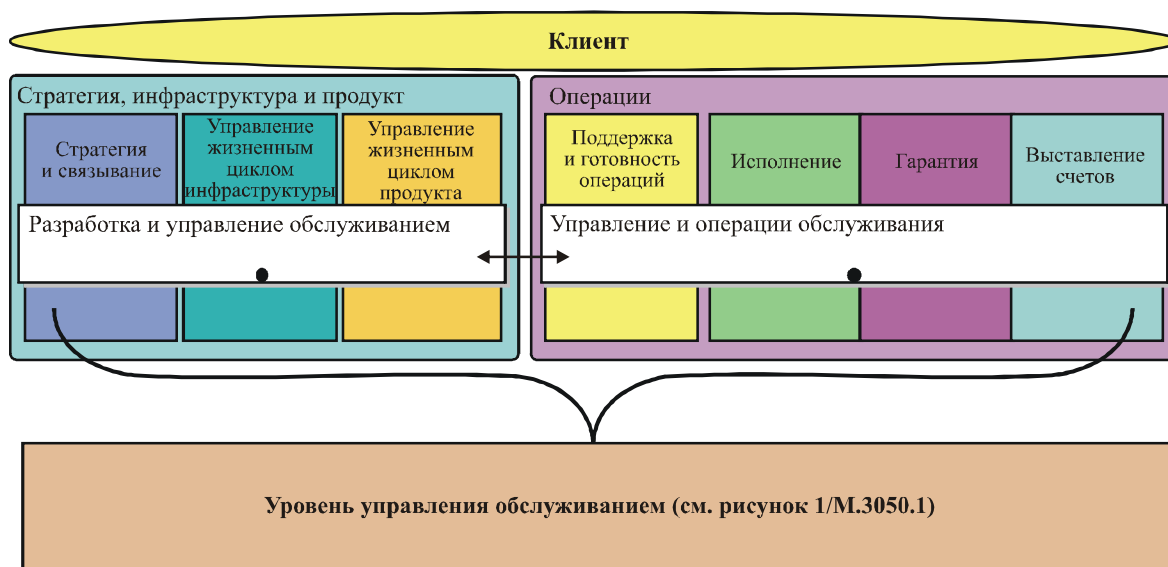 Клиент
Стратегия, инфраструктура и продукт
Стратегия
и связывание
Управление
жизненным
циклом
инфраструктуры
Управление
жизненным
циклом
продукта
Разработка и управление обслуживанием
Операции
Поддержка
и готовность
операций
Исполнение
Гарантия
Выставление
счетов
Управление и операции обслуживания
Уровень управления обслуживанием (см. рисунок 1/M.3050.1)